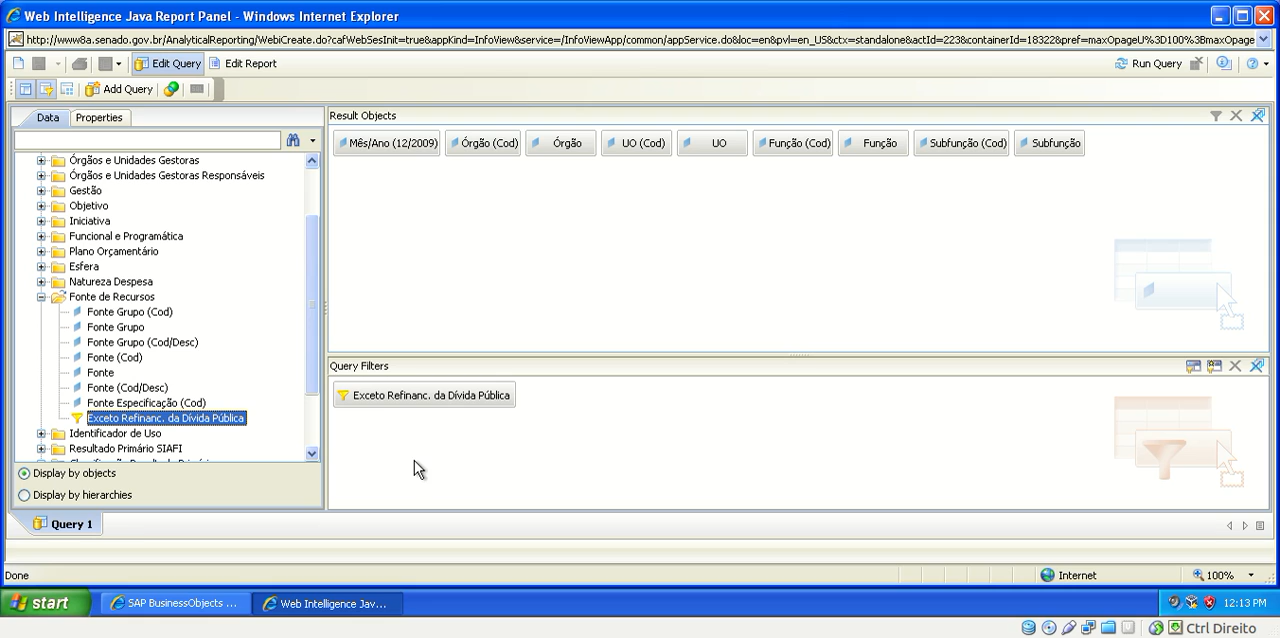 Web Intelligence Java Report Panel - Windows Internet Explorer
http://www8a.senado.gov.br/AnalyticalReporting/WebiCreate.do?cafWebSesInit=true&appKind=InfoView&service=/InfoViewApp/common/appService.do&loc=en&pvl=en_US&ctx=standalone&actId=223&containerId=18322&pref=maxOpageU%3D100%3BmaxOpage
Edit Query
Edit Report
Run Query
Add Query
Data
Properties
Órgãos e Unidades Gestoras
Órgãos e Unidades Gestoras Responsáveis
Gestão
Objetivo
Iniciativa
Funcional e Programática
Plano Orçamentário
Esfera
Natureza Despesa
Fonte de Recursos
Fonte Grupo (Cod)
Fonte Grupo
Fonte Grupo (Cod/Desc)
Fonte (Cod)
Fonte
Fonte (Cod/Desc)
Fonte Especificação (Cod)
Exceto Refinanc. da Dívida Pública
Identificador de Uso
Resultado Primário SIAFI
Display by objects
Display by hierarchies
Result Objects
Mês/Ano (12/2009)
Órgão (Cod)
Órgão
UO (Cod)
UO
Função (Cod)
Função
Subfunção (Cod)
Subfunção
Query Filters
Exceto Refinanc. da Dívida Pública
Query 1
Done
Internet
100%
start
SAP BusinessObjects ...
Web Intelligence Jav...
12:13 PM
Ctrl Direito